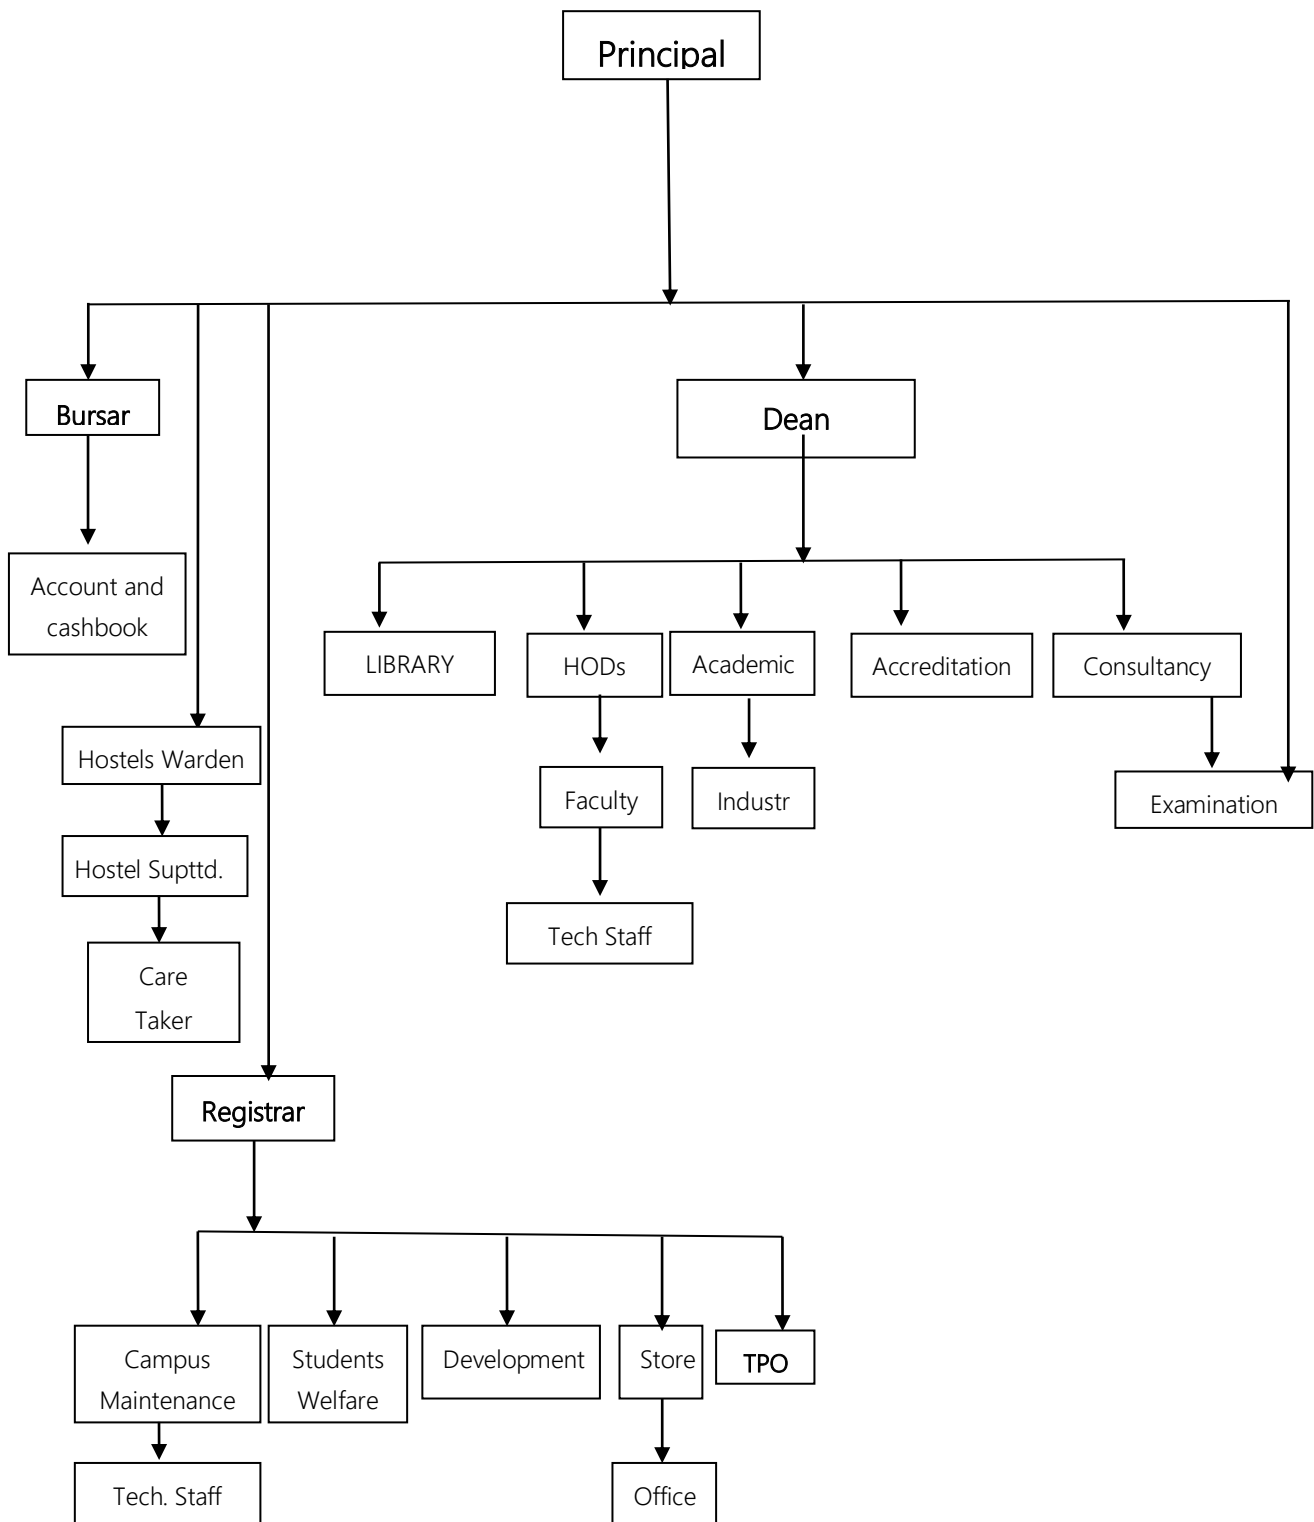 Principal
Bursar
Dean
Account and
cashbook
LIBRARY
HODs
Academic
Accreditation
Consultancy
Hostels Warden
Faculty
Industr
Examination
Hostel Supttd.
Tech Staff
Care
Taker
Registrar
Campus
Maintenance
Students
Welfare
Development
Store
TPO
Tech. Staff
Office